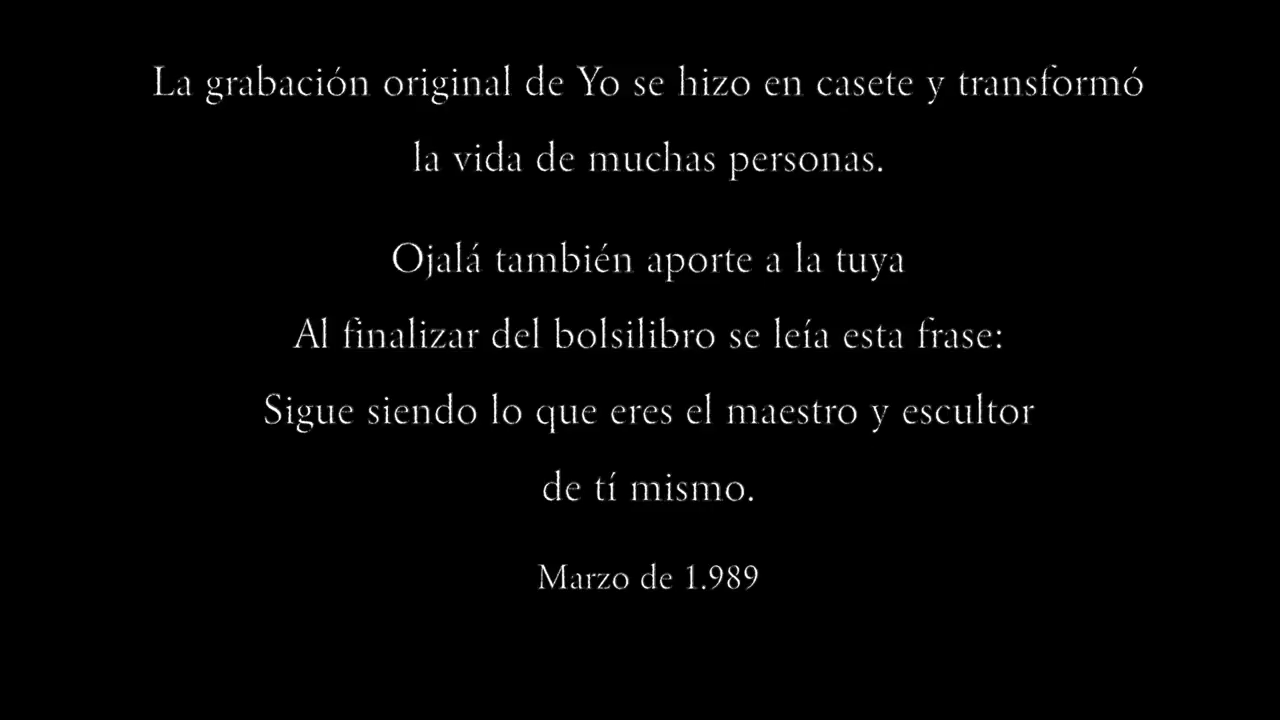 La grabación original de Yo se hizo en casete y transformó
la vida de muchas personas.
Ojalá también aporte a la tuya
Al finalizar del bolsilibro se leía esta frase:
Sigue siendo lo que eres el maestro y escultor
de tí mismo.
Marzo de 1.989